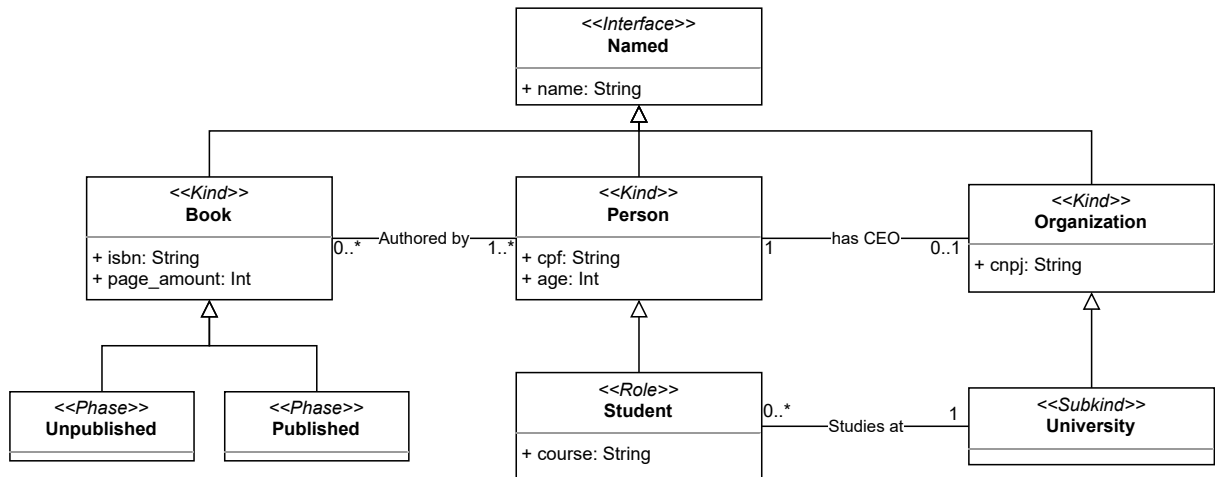 <<Interface>>
Named
+ name: String
<<Kind>>
Book
+ isbn: String
+ page_amount: Int
0..*
Authored by
1..*
<<Kind>>
Person
+ cpf: String
+ age: Int
1
has CEO
0..1
<<Kind>>
Organization
+ cnpj: String
<<Phase>>
Unpublished
<<Phase>>
Published
<<Role>>
Student
+ course: String
0..*
Studies at
1
<<Subkind>>
University